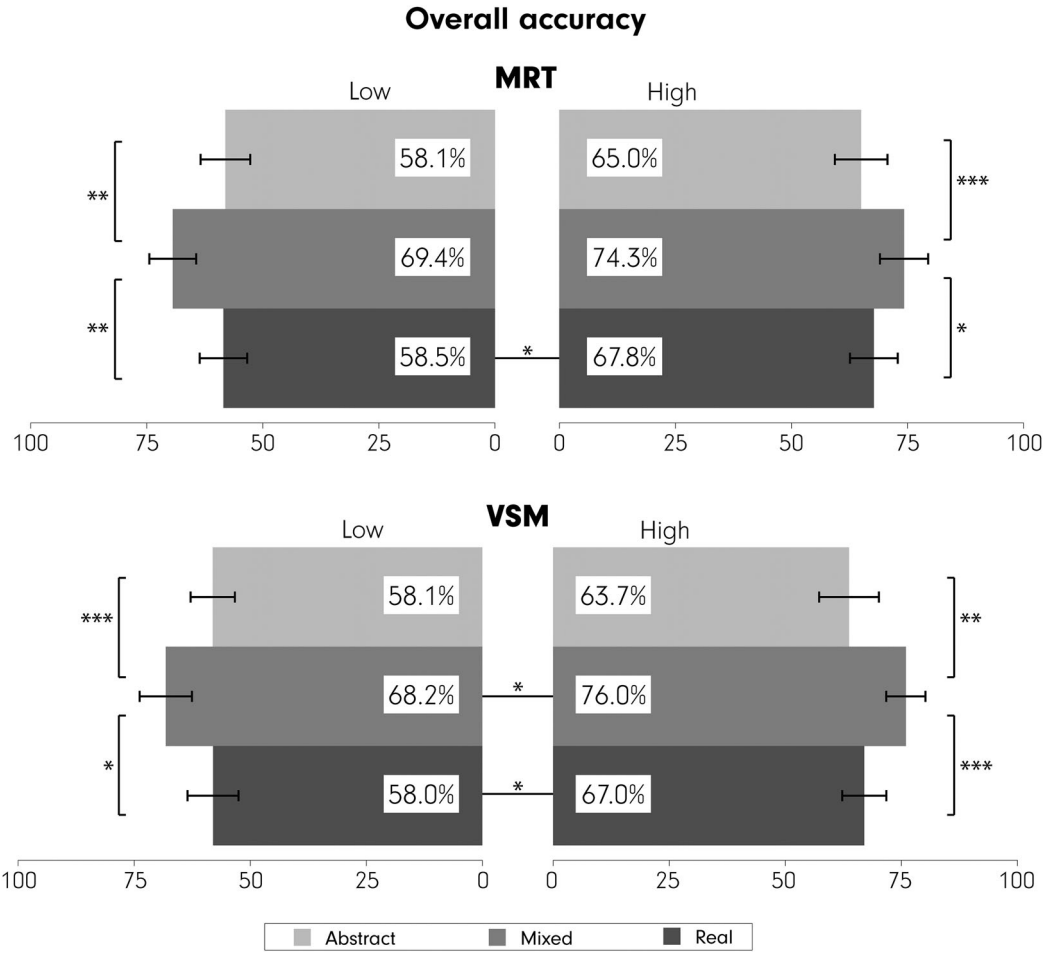 Overall accuracy
MRT
Low High
58.1% 65.0%
** ***
69.4% 74.3%
** *
58.5% * 67.8%
100 75 50 25 0 0 25 50 75 100
VSM
Low High
58.1% 63.7%
*** **
68.2% * 76.0%
* ***
58.0% * 67.0%
100 75 50 25 0 0 25 50 75 100
Abstract Mixed Real